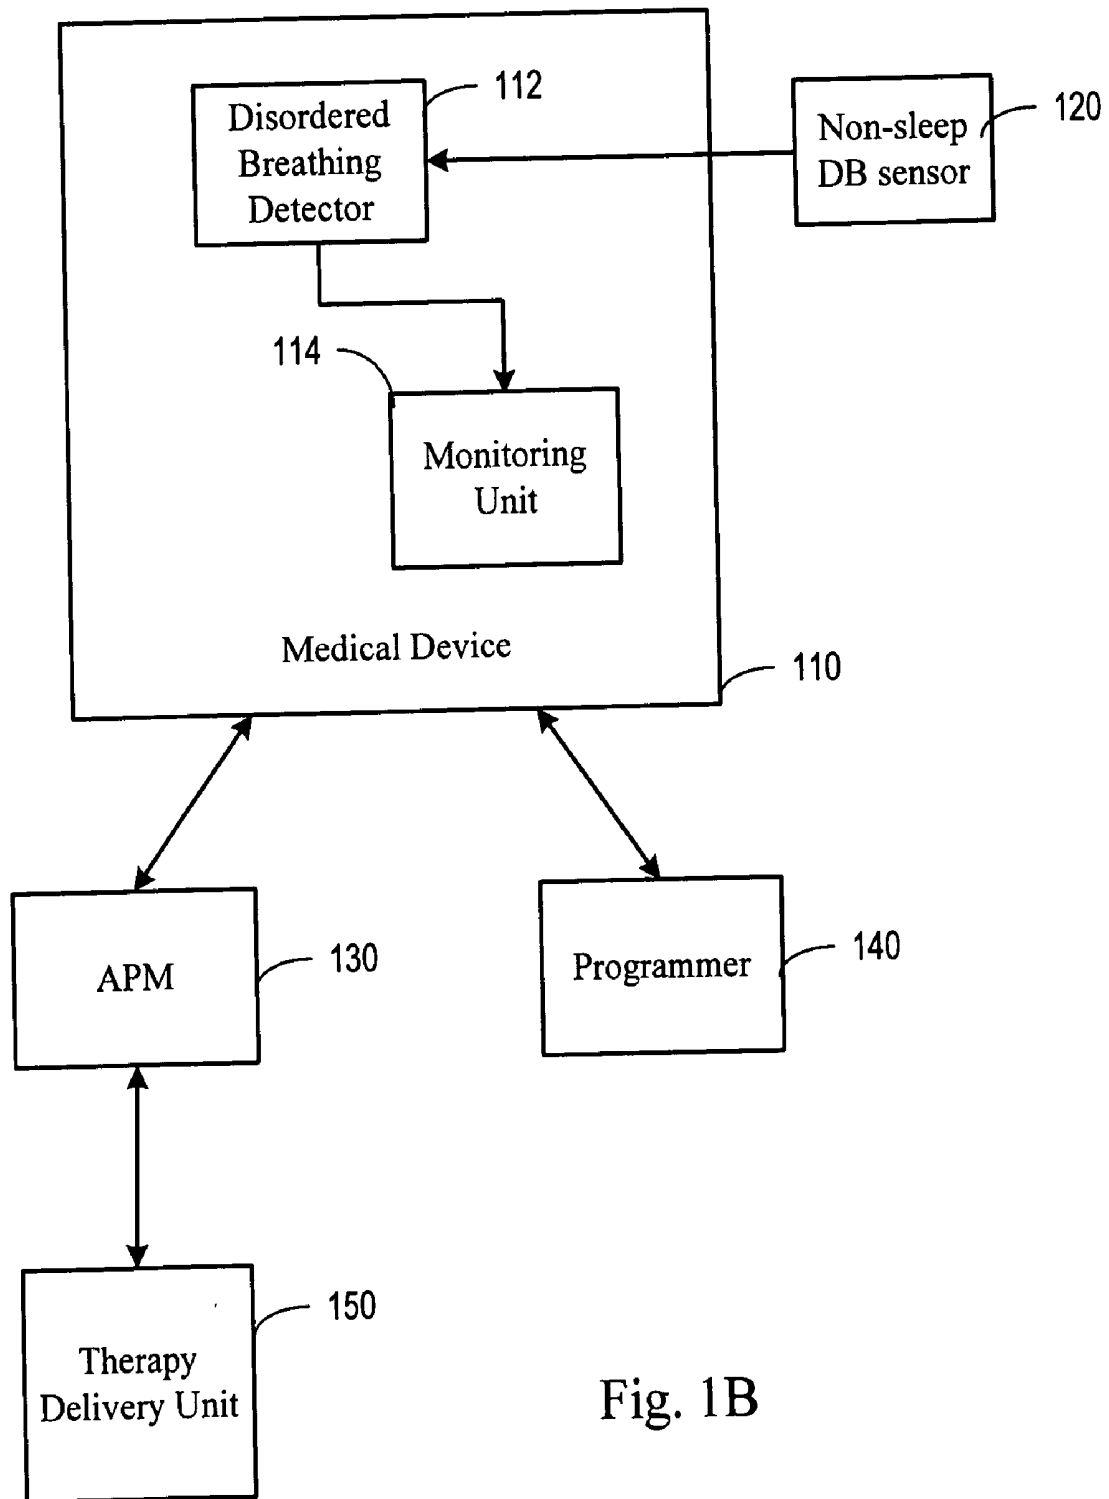 112
Disordered
Breathing
Detector
Non-sleep
DB sensor
120
114
Monitoring
Unit
Medical Device
110
APM
130
Programmer
140
150
Therapy
Delivery Unit
Fig. 1B